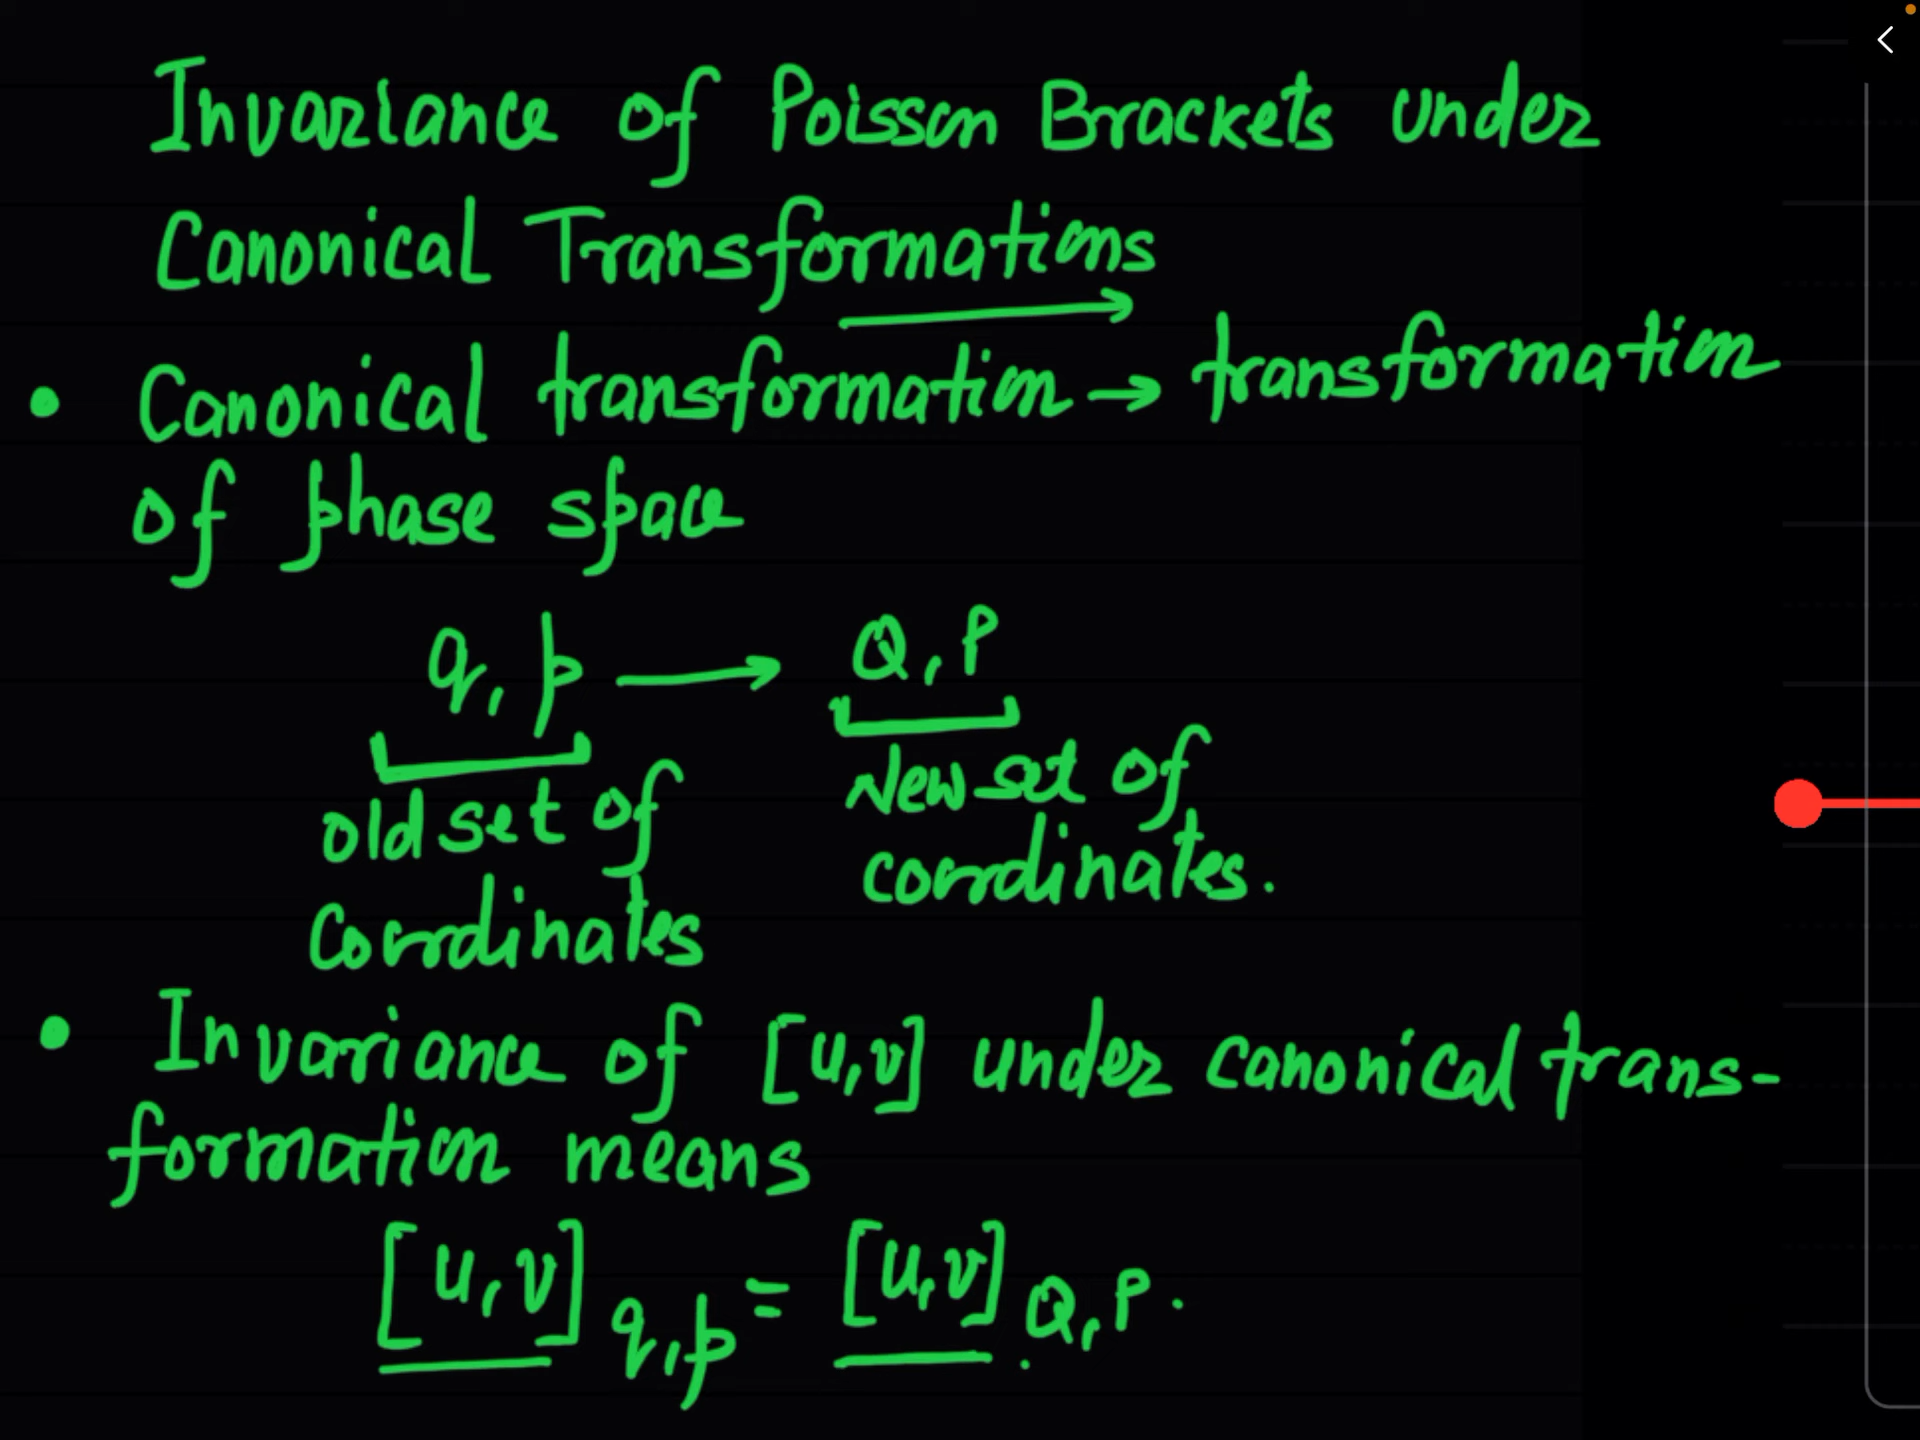 Invariance of Poisson Brackets under
Canonical Transformations
• Canonical transformation → transformation
of phase space
q, p → Q, P
old set of
coordinates
New set of
coordinates.
• Invariance of [u,v] under canonical trans-
formation means
[u,v] q,p = [u,v] Q,P.